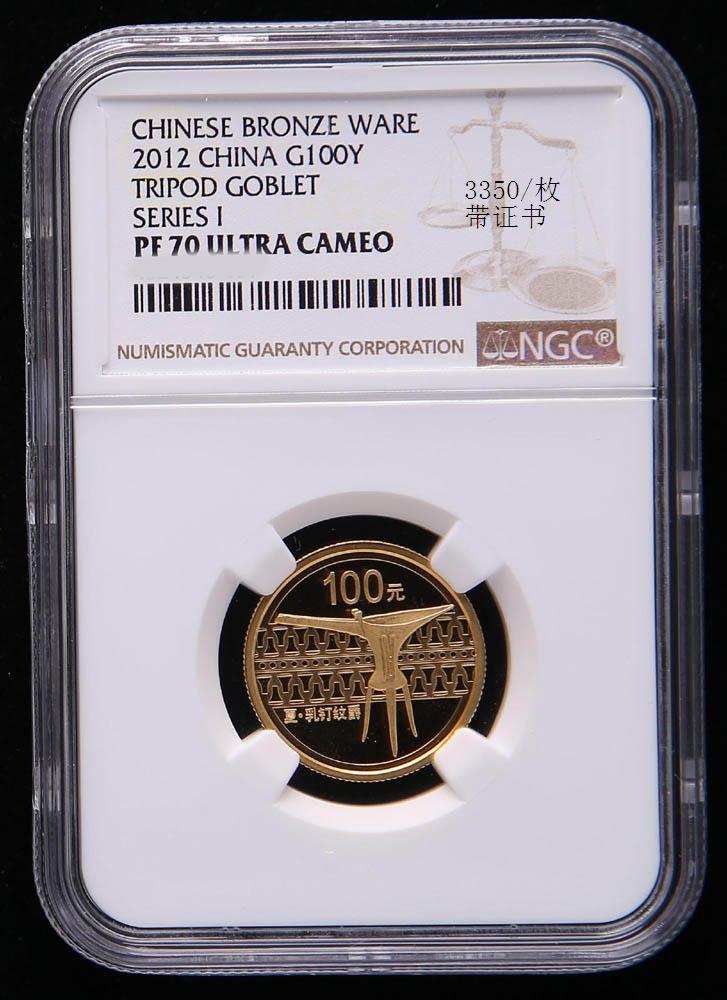 CHINESE BRONZE WARE
2012 CHINA G100Y
TRIPOD GOBLET
SERIES I
PF 70 ULTRA CAMEO
3350/枚
带证书
NUMISMATIC GUARANTY CORPORATION
NGC®
100元
夏·乳钉纹爵